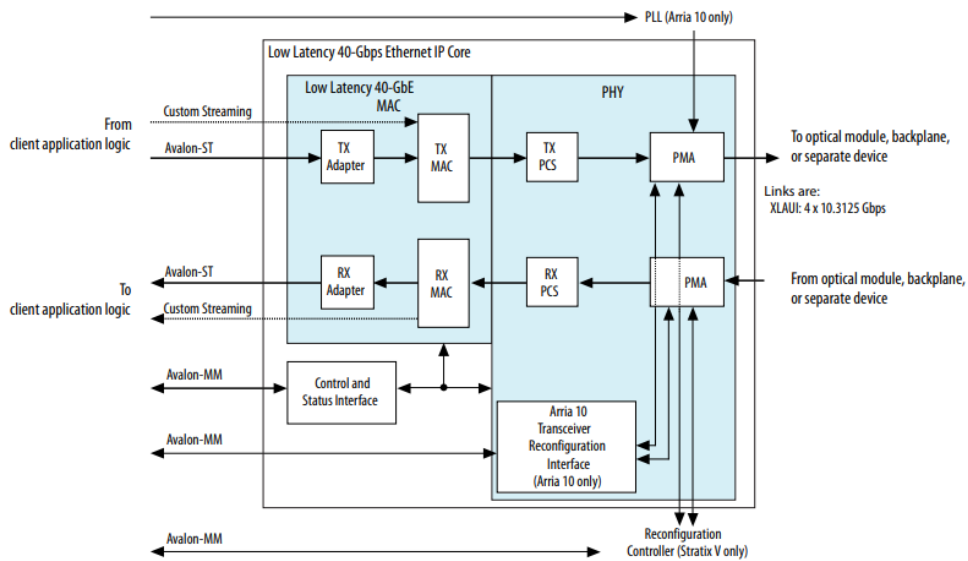 PLL (Arria 10 only)
Low Latency 40-Gbps Ethernet IP Core
Low Latency 40-GbE
MAC
PHY
Custom Streaming
From
client application logic
Avalon-ST
TX
Adapter
TX
MAC
TX
PCS
PMA
To optical module, backplane,
or separate device
Links are:
XLAUI: 4 x 10.3125 Gbps
Avalon-ST
To
client application logic
Custom Streaming
RX
Adapter
RX
MAC
RX
PCS
PMA
From optical module, backplane,
or separate device
Avalon-MM
Control and
Status Interface
Avalon-MM
Arria 10
Transceiver
Reconfiguration
Interface
(Arria 10 only)
Avalon-MM
Reconfiguration
Controller (Stratix V only)